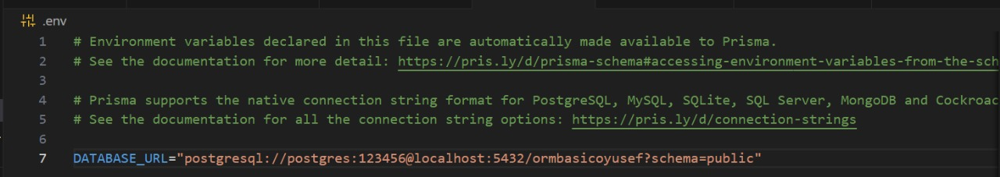 .env
1 # Environment variables declared in this file are automatically made available to Prisma.
2 # See the documentation for more detail: https://pris.ly/d/prisma-schema#accessing-environment-variables-from-the-sch
3
4 # Prisma supports the native connection string format for PostgreSQL, MySQL, SQLite, SQL Server, MongoDB and Cockroac
5 # See the documentation for all the connection string options: https://pris.ly/d/connection-strings
6
7 DATABASE_URL="postgresql://postgres:123456@localhost:5432/ormbasicoyusef?schema=public"